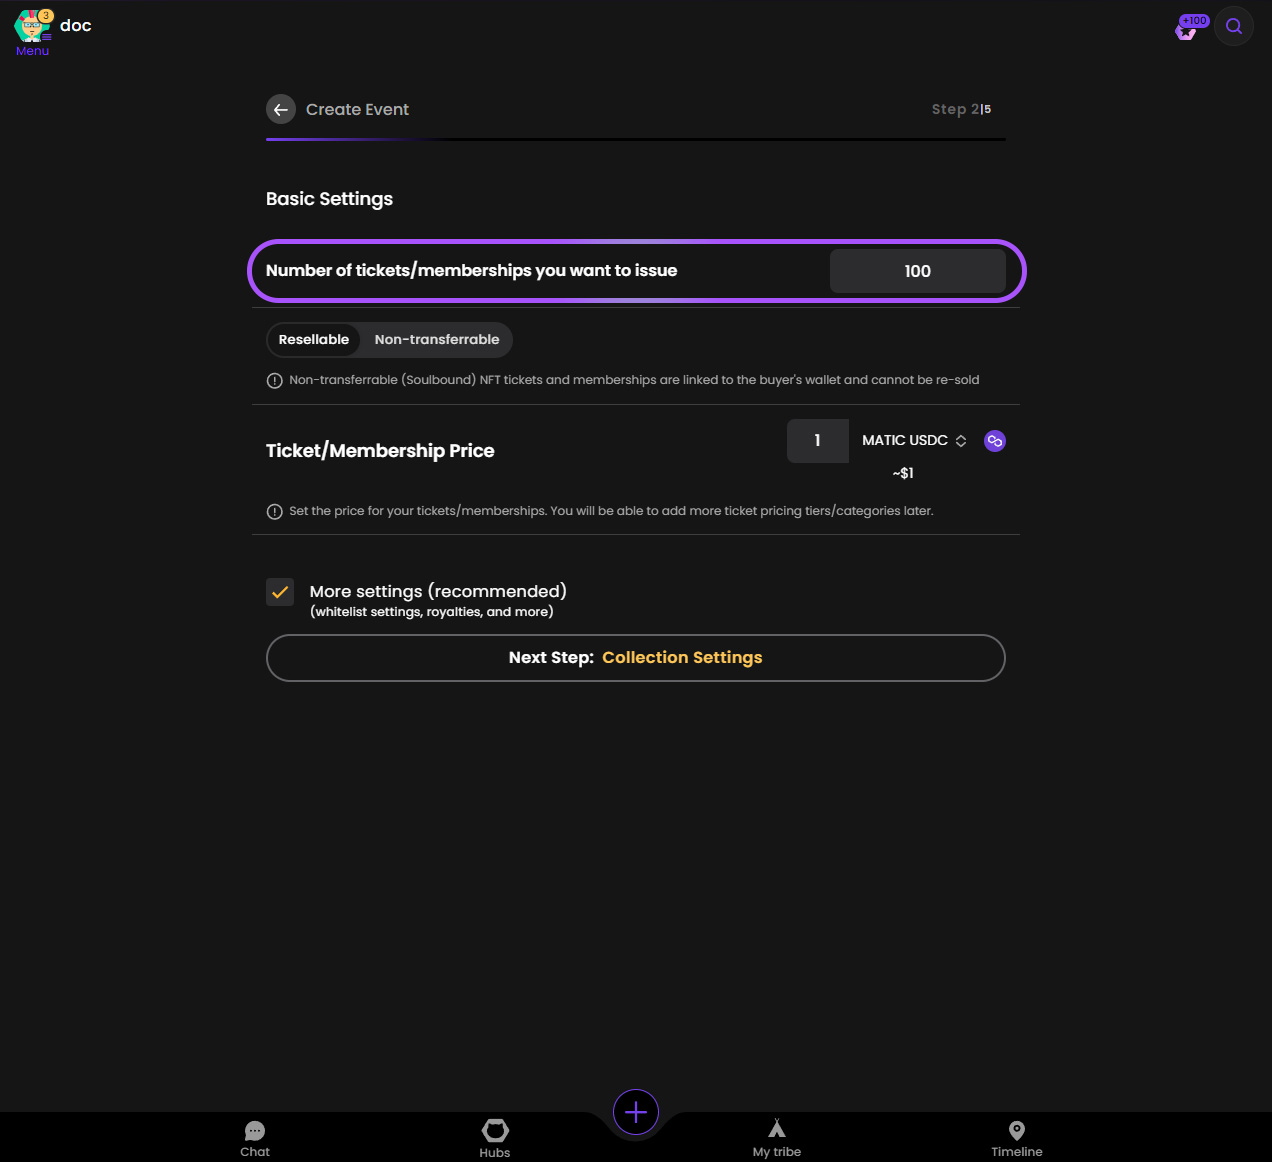 3
doc
Menu
+100
Create Event
Step 2|5
Basic Settings
Number of tickets/memberships you want to issue
100
Resellable
Non-transferrable
Non-transferrable (Soulbound) NFT tickets and memberships are linked to the buyer's wallet and cannot be re-sold
Ticket/Membership Price
1
MATIC USDC
~$1
Set the price for your tickets/memberships. You will be able to add more ticket pricing tiers/categories later.
More settings (recommended)
(whitelist settings, royalties, and more)
Next Step: Collection Settings
Chat
Hubs
My tribe
Timeline